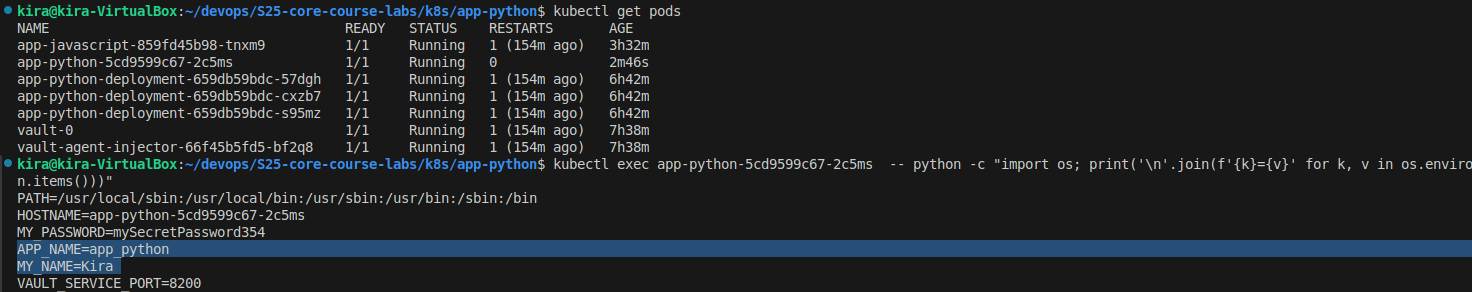 kira@kira-VirtualBox:~/devops/S25-core-course-labs/k8s/app-python$ kubectl get pods
NAME READY STATUS RESTARTS AGE
app-javascript-859fd45b98-tnxm9 1/1 Running 1 (154m ago) 3h32m
app-python-5cd9599c67-2c5ms 1/1 Running 0 2m46s
app-python-deployment-659db59bdc-57dgh 1/1 Running 1 (154m ago) 6h42m
app-python-deployment-659db59bdc-cxzb7 1/1 Running 1 (154m ago) 6h42m
app-python-deployment-659db59bdc-s95mz 1/1 Running 1 (154m ago) 6h42m
vault-0 1/1 Running 1 (154m ago) 7h38m
vault-agent-injector-66f45b5fd5-bf2q8 1/1 Running 1 (154m ago) 7h38m
kira@kira-VirtualBox:~/devops/S25-core-course-labs/k8s/app-python$ kubectl exec app-python-5cd9599c67-2c5ms  -- python -c "import os; print('\n'.join(f'{k}={v}' for k, v in os.enviro
n.items()))"
PATH=/usr/local/sbin:/usr/local/bin:/usr/sbin:/usr/bin:/sbin:/bin
HOSTNAME=app-python-5cd9599c67-2c5ms
MY_PASSWORD=mySecretPassword354
APP_NAME=app_python
MY_NAME=Kira
VAULT_SERVICE_PORT=8200